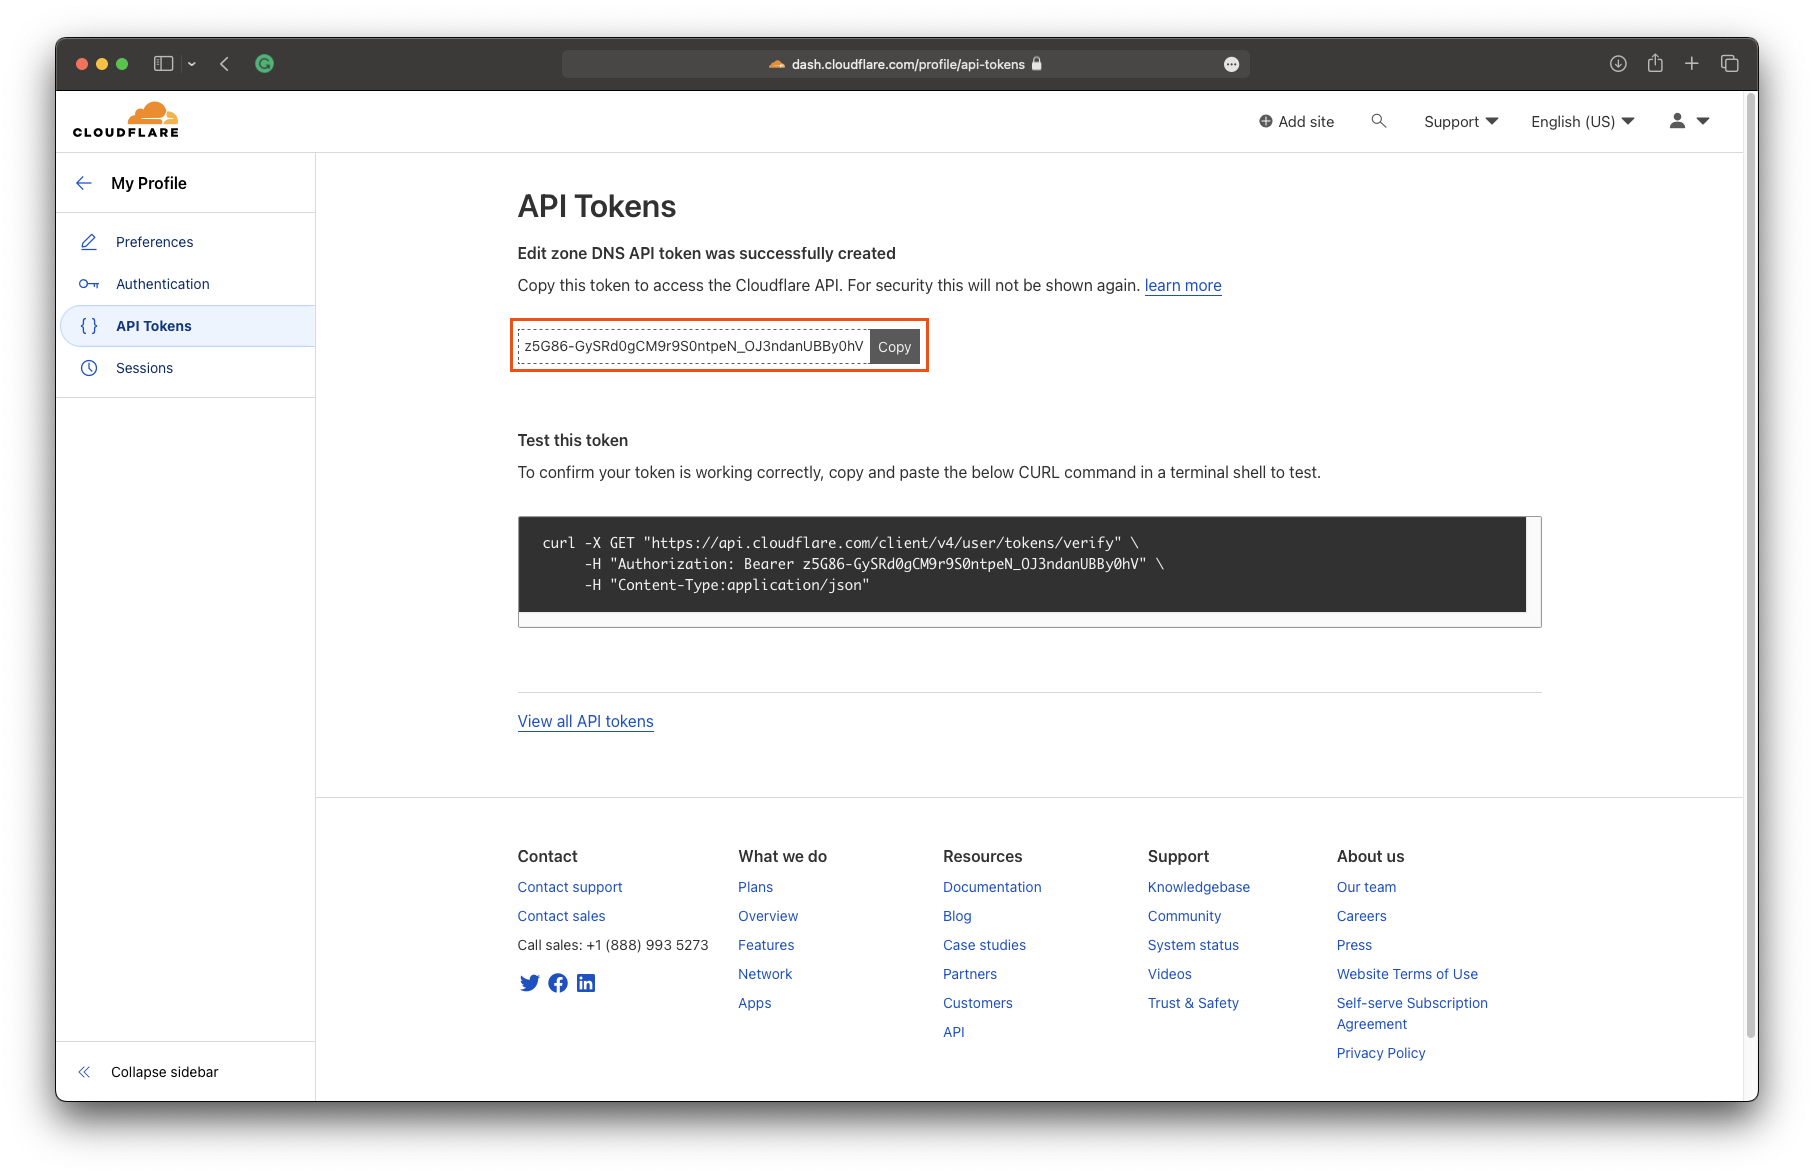 dash.cloudflare.com/profile/api-tokens
CLOUDFLARE
Add site
Support
English (US)
My Profile
Preferences
Authentication
API Tokens
Sessions
API Tokens
Edit zone DNS API token was successfully created
Copy this token to access the Cloudflare API. For security this will not be shown again. learn more
z5G86-GySRd0gCM9r9S0ntpeN_OJ3ndanUBBy0hV Copy
Test this token
To confirm your token is working correctly, copy and paste the below CURL command in a terminal shell to test.
curl -X GET "https://api.cloudflare.com/client/v4/user/tokens/verify" \
-H "Authorization: Bearer z5G86-GySRd0gCM9r9S0ntpeN_OJ3ndanUBBy0hV" \
-H "Content-Type:application/json"
View all API tokens
Contact
Contact support
Contact sales
Call sales: +1 (888) 993 5273
What we do
Plans
Overview
Features
Network
Apps
Resources
Documentation
Blog
Case studies
Partners
Customers
API
Support
Knowledgebase
Community
System status
Videos
Trust & Safety
About us
Our team
Careers
Press
Website Terms of Use
Self-serve Subscription
Agreement
Privacy Policy
Collapse sidebar